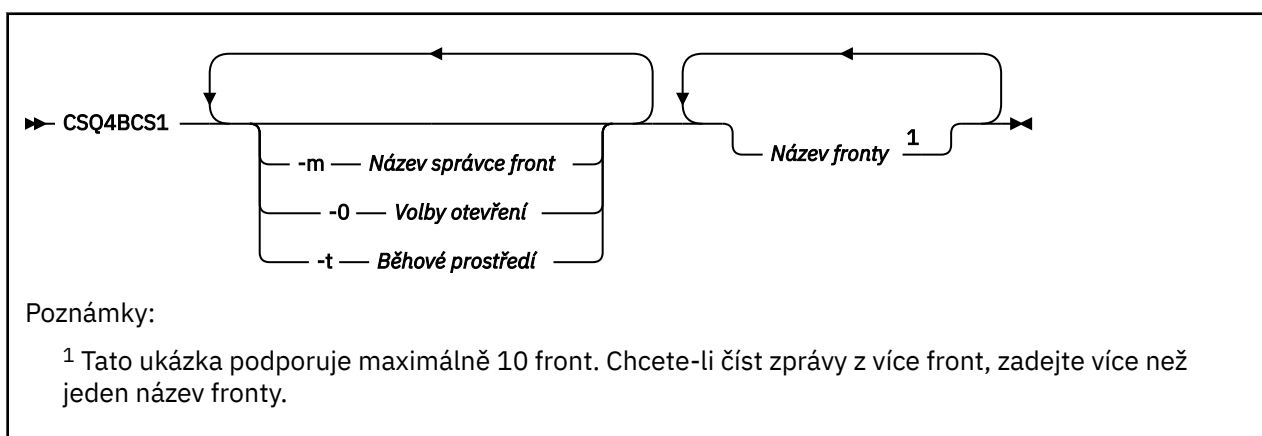 CSQ4BCS1
-m Název správce front
-0 Volby otevření
-t Běhové prostředí
Název fronty 1
Poznámky:
1 Tato ukázka podporuje maximálně 10 front. Chcete-li číst zprávy z více front, zadejte více než
jeden název fronty.